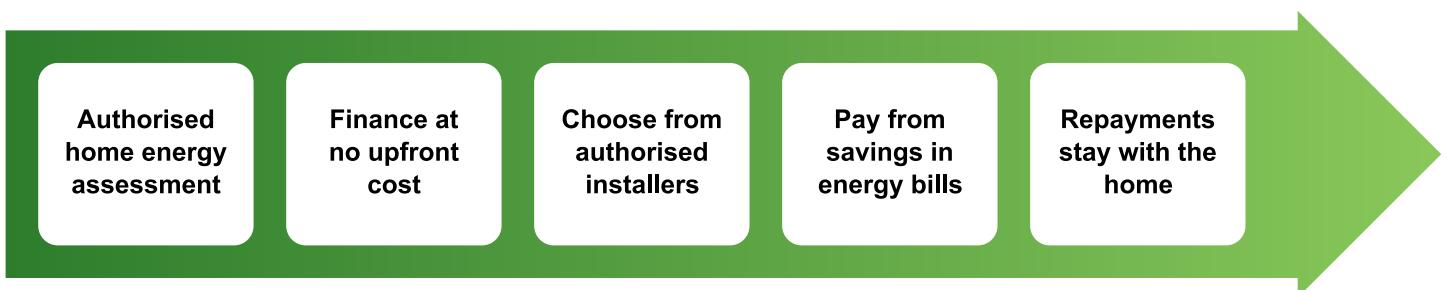 Authorised
home energy
assessment
Finance at
no upfront
cost
Choose from
authorised
installers
Pay from
savings in
energy bills
Repayments
stay with the
home